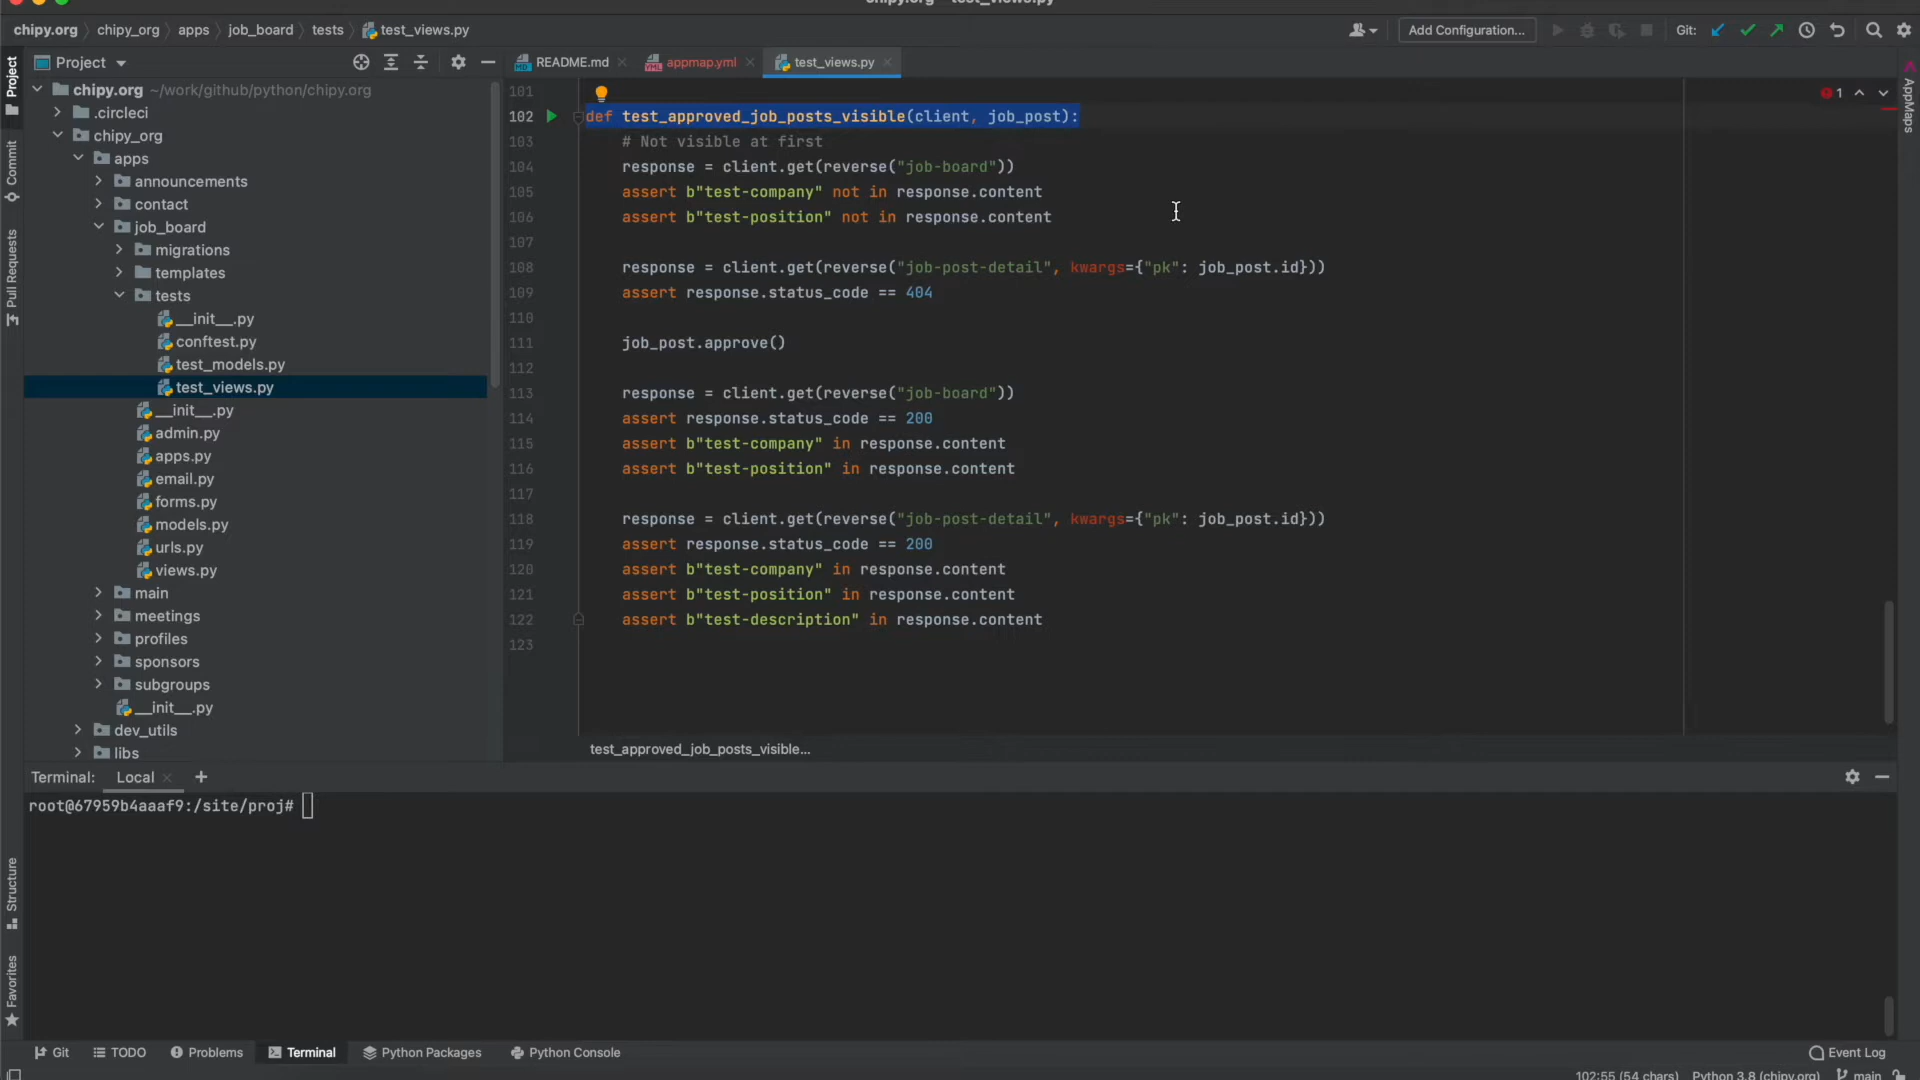 chipy.org – test_views.py
chipy.org chipy_org apps job_board tests test_views.py
Add Configuration...
Git:
Project
README.md
appmap.yml
test_views.py
Project
Commit
Pull Requests
Structure
Favorites
AppMaps
chipy.org ~/work/github/python/chipy.org
.circleci
chipy_org
apps
announcements
contact
job_board
migrations
templates
tests
__init__.py
conftest.py
test_models.py
test_views.py
__init__.py
admin.py
apps.py
email.py
forms.py
models.py
urls.py
views.py
main
meetings
profiles
sponsors
subgroups
__init__.py
dev_utils
libs
1
101
102 def test_approved_job_posts_visible(client, job_post):
103 # Not visible at first
104 response = client.get(reverse("job-board"))
105 assert b"test-company" not in response.content
106 assert b"test-position" not in response.content
107
108 response = client.get(reverse("job-post-detail", kwargs={"pk": job_post.id}))
109 assert response.status_code == 404
110
111 job_post.approve()
112
113 response = client.get(reverse("job-board"))
114 assert response.status_code == 200
115 assert b"test-company" in response.content
116 assert b"test-position" in response.content
117
118 response = client.get(reverse("job-post-detail", kwargs={"pk": job_post.id}))
119 assert response.status_code == 200
120 assert b"test-company" in response.content
121 assert b"test-position" in response.content
122 assert b"test-description" in response.content
123
test_approved_job_posts_visible...
Terminal: Local
root@67959b4aaaf9:/site/proj#
Git TODO Problems Terminal Python Packages Python Console
Event Log
102:55 (54 chars) Python 3.8 (chipy.org) main